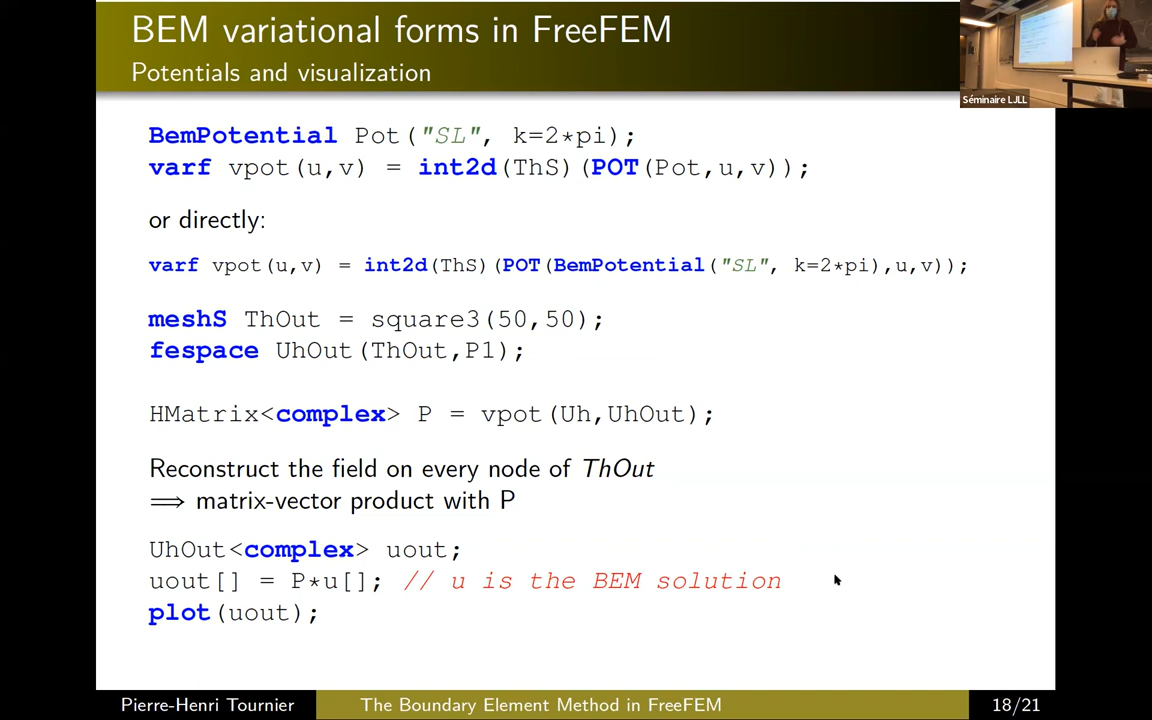 BEM variational forms in FreeFEM
Potentials and visualization
Séminaire LJLL
BemPotential Pot("SL", k=2*pi);
varf vpot(u,v) = int2d(ThS)(POT(Pot,u,v));
or directly:
varf vpot(u,v) = int2d(ThS)(POT(BemPotential("SL", k=2*pi),u,v));
meshS ThOut = square3(50,50);
fespace UhOut(ThOut,P1);
HMatrix<complex> P = vpot(Uh,UhOut);
Reconstruct the field on every node of ThOut
⟹ matrix-vector product with P
UhOut<complex> uout;
uout[] = P*u[]; // u is the BEM solution
plot(uout);
Pierre-Henri Tournier
The Boundary Element Method in FreeFEM
18/21